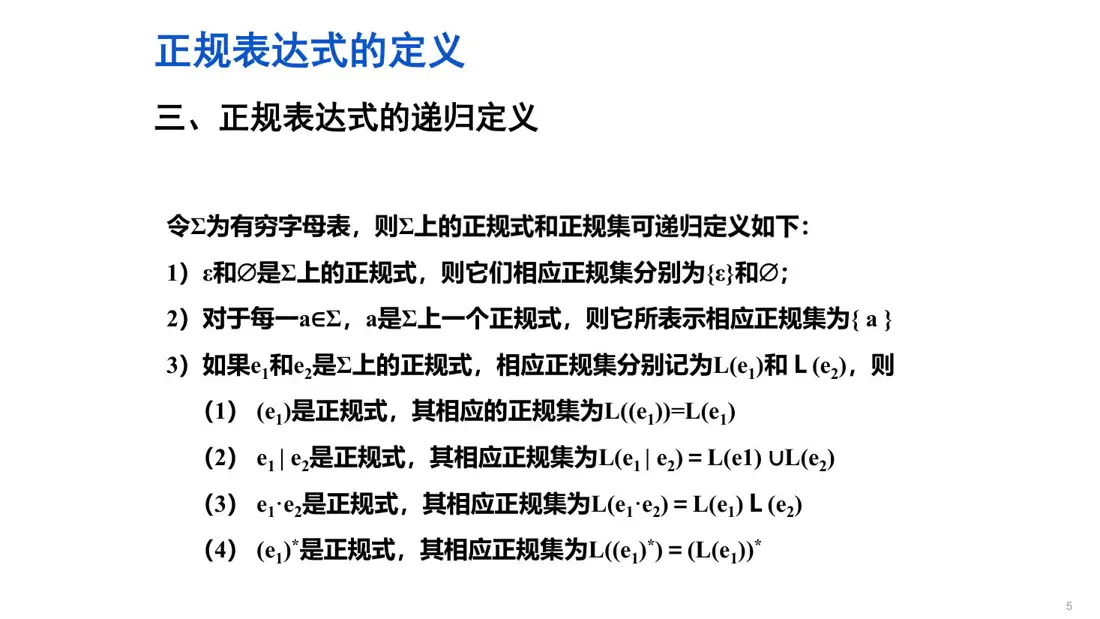 正规表达式的定义
三、正规表达式的递归定义
令Σ为有穷字母表，则Σ上的正规式和正规集可递归定义如下：
1）ε和∅是Σ上的正规式，则它们相应正规集分别为{ε}和∅；
2）对于每一a∈Σ，a是Σ上一个正规式，则它所表示相应正规集为{ a }
3）如果e₁和e₂是Σ上的正规式，相应正规集分别记为L(e₁)和 L (e₂)，则
（1） (e₁)是正规式，其相应的正规集为L((e₁))=L(e₁)
（2） e₁ | e₂是正规式，其相应正规集为L(e₁ | e₂) = L(e1) ∪L(e₂)
（3） e₁·e₂是正规式，其相应正规集为L(e₁·e₂) = L(e₁) L (e₂)
（4） (e₁)*是正规式，其相应正规集为L((e₁)*) = (L(e₁))*
5